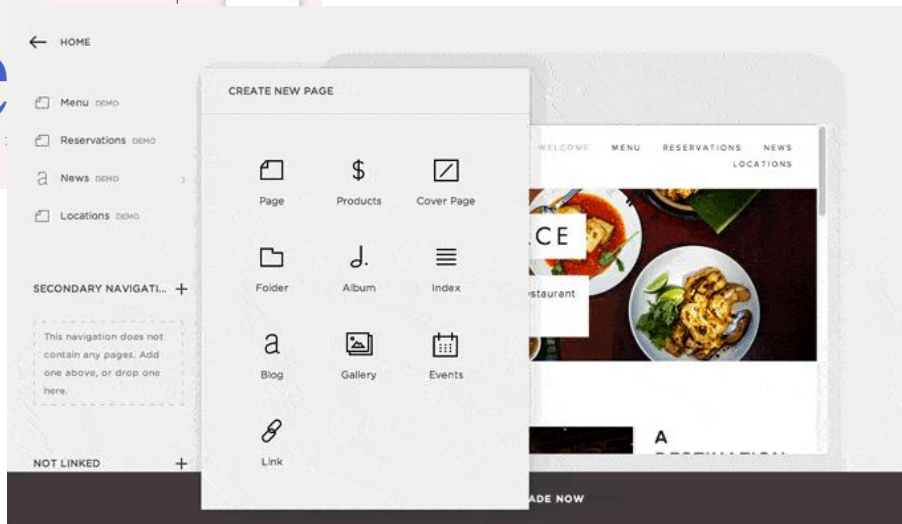 HOME
Menu DEMO
Reservations DEMO
a News DEMO
Locations DEMO
SECONDARY NAVIGATI... +
This navigation does not
contain any pages. Add
one above, or drop one
here.
NOT LINKED +
CREATE NEW PAGE
Page
$
Products
Cover Page
Folder
Album
Index
a
Blog
Gallery
Events
Link
WELCOME MENU RESERVATIONS NEWS
LOCATIONS
CE
staurant
A
ADE NOW